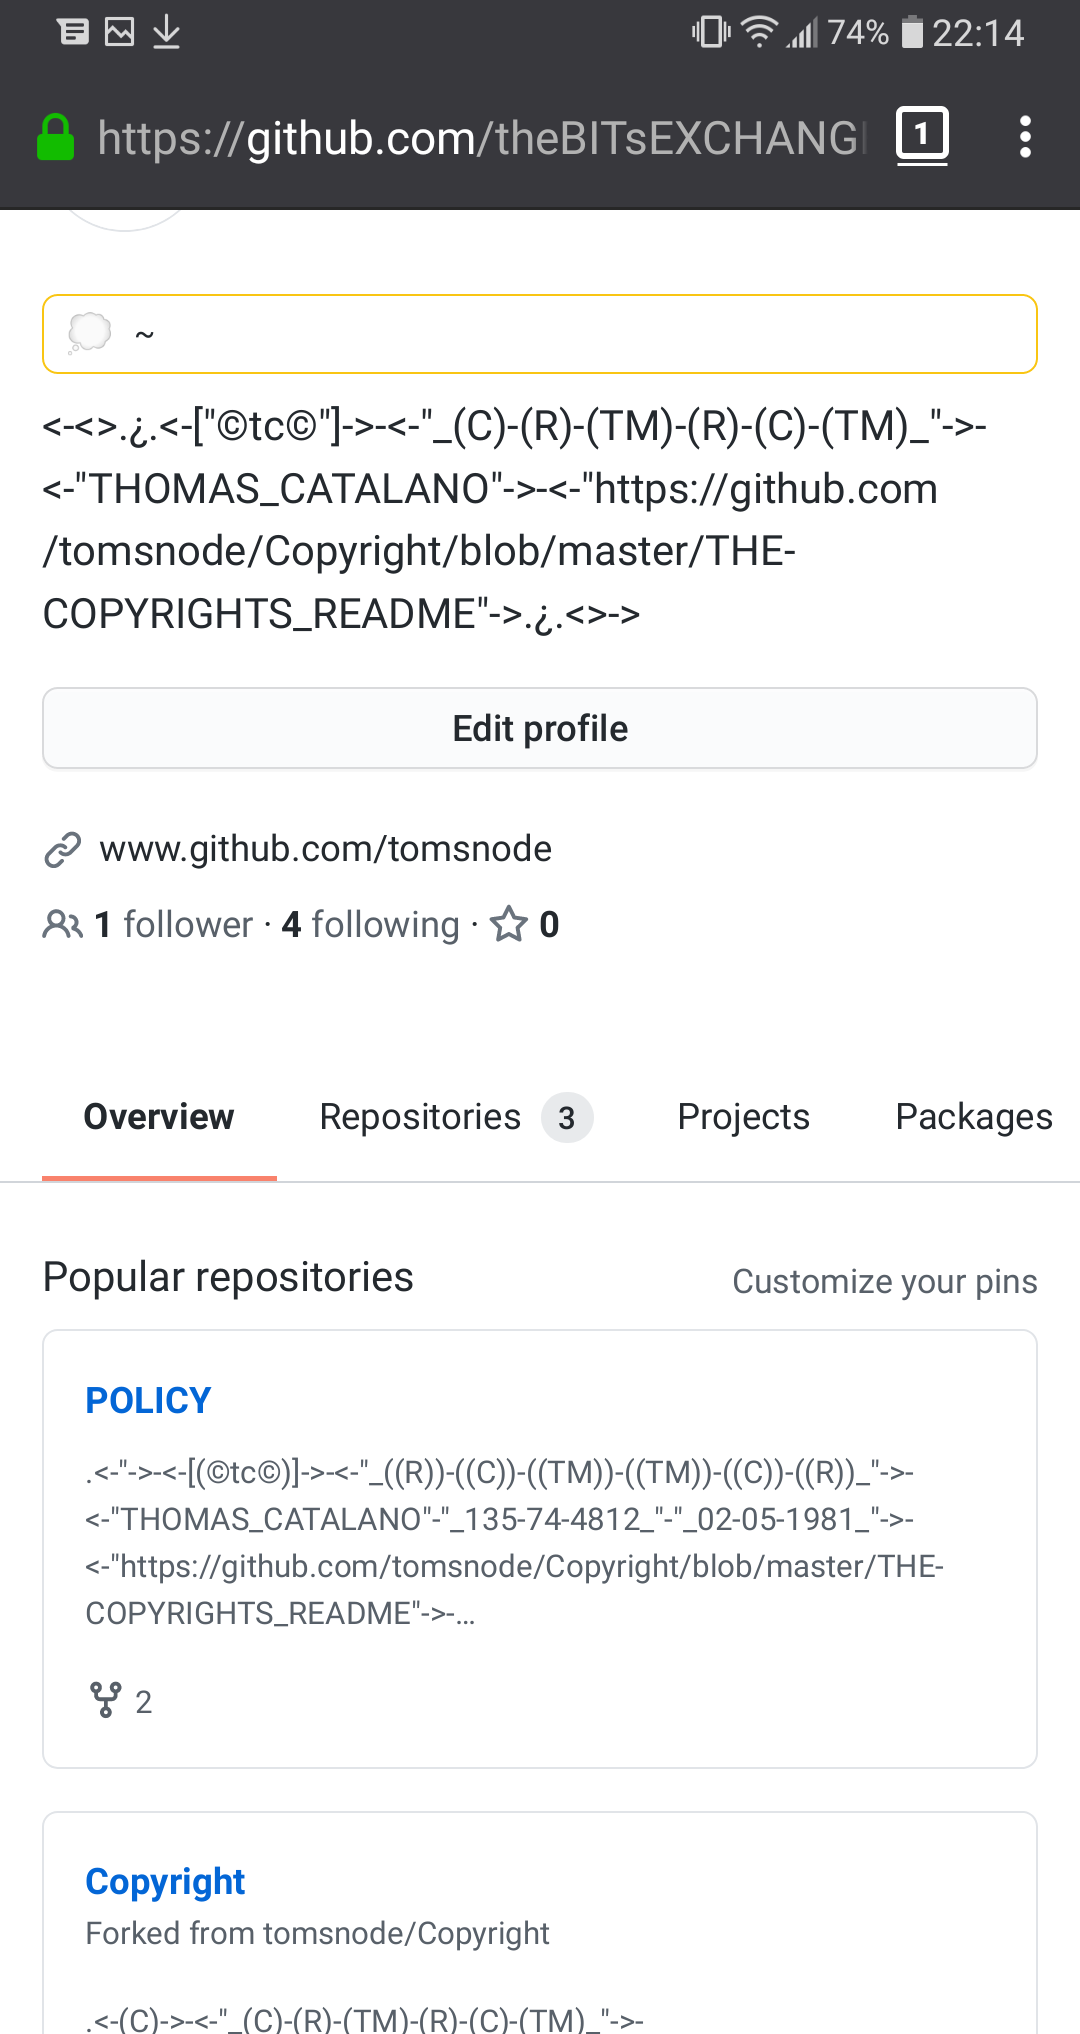 74% 22:14
https://github.com/theBITsEXCHANG
1
~
<-<>.¿.<-["©tc©"]->-<-"_(C)-(R)-(TM)-(R)-(C)-(TM)_"->-
<-"THOMAS_CATALANO"->-<-"https://github.com
/tomsnode/Copyright/blob/master/THE-
COPYRIGHTS_README"->.¿.<>->
Edit profile
www.github.com/tomsnode
1 follower · 4 following · 0
Overview Repositories 3 Projects Packages
Popular repositories Customize your pins
POLICY
.<-"->-<-[(©tc©)]->-<-"_((R))-((C))-((TM))-((TM))-((C))-((R))_"->-
<-"THOMAS_CATALANO"-"_135-74-4812_"-"_02-05-1981_"->-
<-"https://github.com/tomsnode/Copyright/blob/master/THE-
COPYRIGHTS_README"->-…
2
Copyright
Forked from tomsnode/Copyright
.<-(C)->-<-"_(C)-(R)-(TM)-(R)-(C)-(TM)_"->-